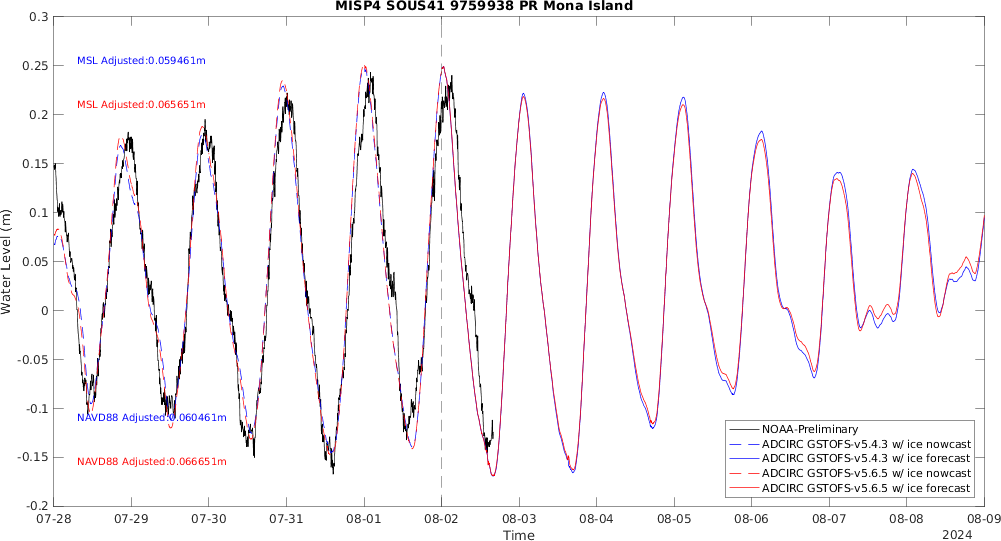 MISP4 SOUS41 9759938 PR Mona Island
0.3
0.25
0.2
0.15
0.1
0.05
0
-0.05
-0.1
-0.15
-0.2
Water Level (m)
MSL Adjusted:0.059461m
MSL Adjusted:0.065651m
NAVD88 Adjusted:0.060461m
NAVD88 Adjusted:0.066651m
NOAA-Preliminary
ADCIRC GSTOFS-v5.4.3 w/ ice nowcast
ADCIRC GSTOFS-v5.4.3 w/ ice forecast
ADCIRC GSTOFS-v5.6.5 w/ ice nowcast
ADCIRC GSTOFS-v5.6.5 w/ ice forecast
07-28 07-29 07-30 07-31 08-01 08-02 08-03 08-04 08-05 08-06 08-07 08-08 08-09
Time
2024